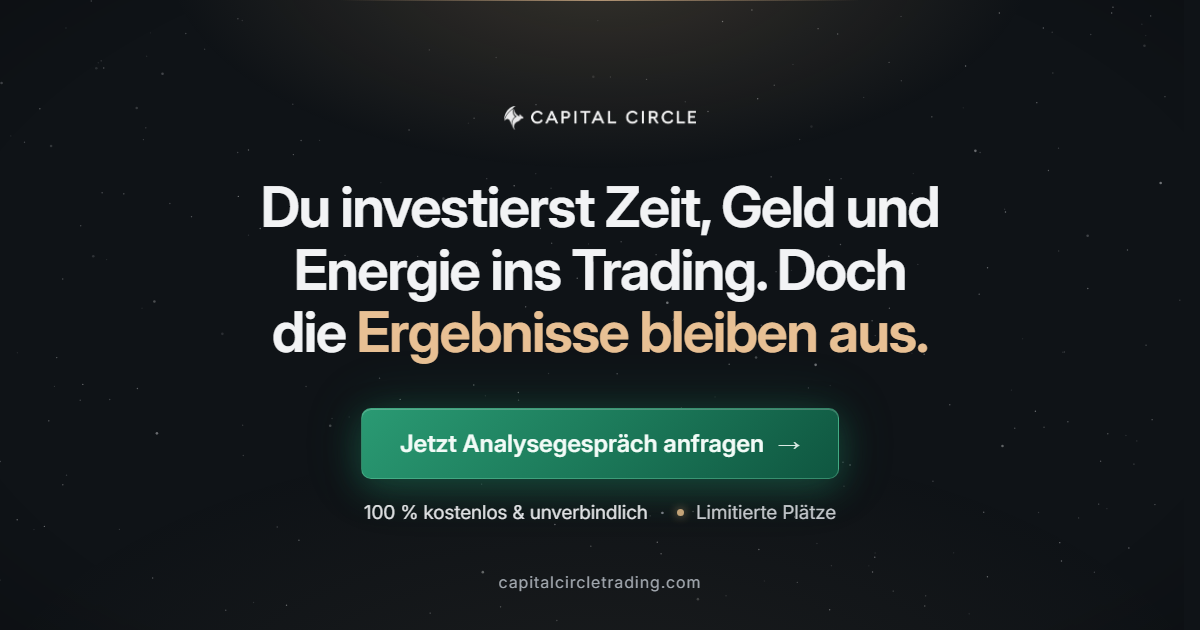 CAPITAL CIRCLE
Du investierst Zeit, Geld und
Energie ins Trading. Doch
die Ergebnisse bleiben aus.
Jetzt Analysegespräch anfragen →
100 % kostenlos & unverbindlich · • Limitierte Plätze
capitalcircletrading.com